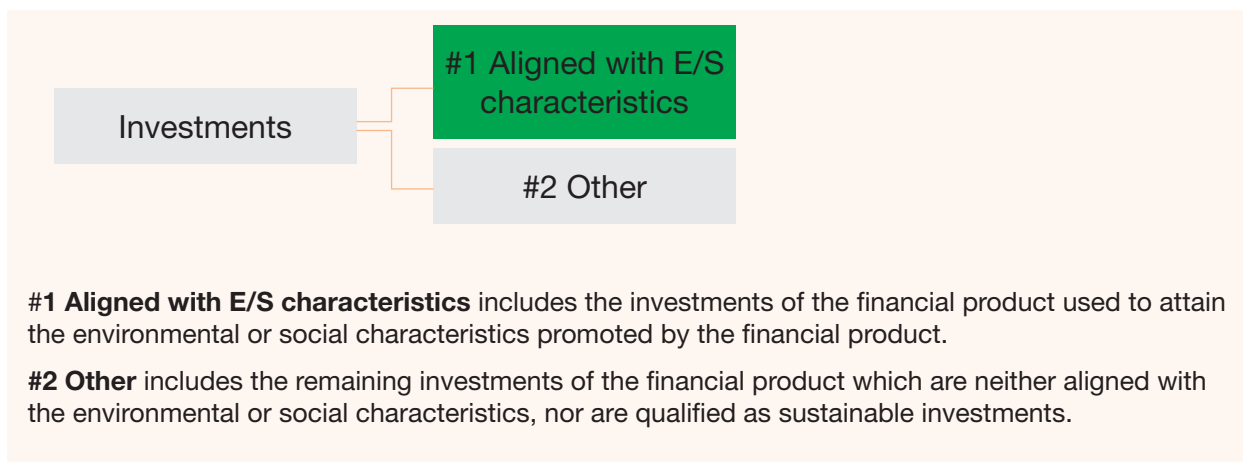 #1 Aligned with E/S
characteristics
Investments
#2 Other
#1 Aligned with E/S characteristics includes the investments of the financial product used to attain
the environmental or social characteristics promoted by the financial product.
#2 Other includes the remaining investments of the financial product which are neither aligned with
the environmental or social characteristics, nor are qualified as sustainable investments.